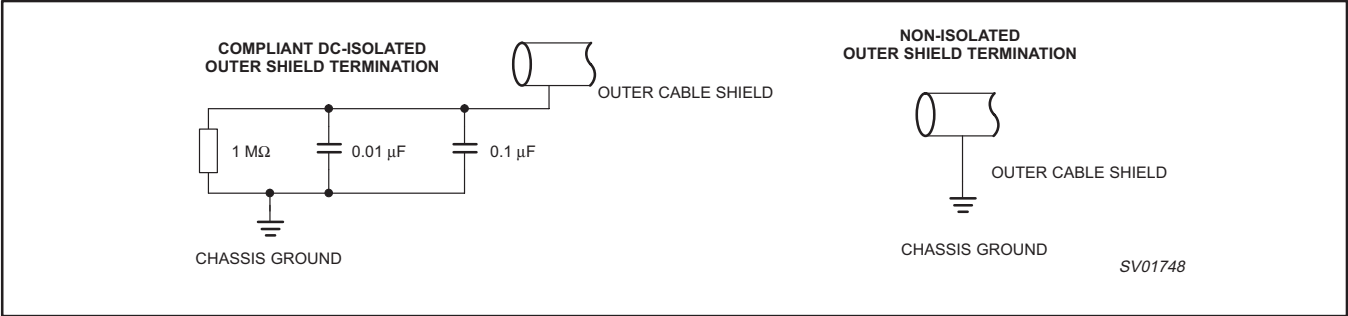 COMPLIANT DC-ISOLATED
OUTER SHIELD TERMINATION
OUTER CABLE SHIELD
1 MΩ
0.01 μF
0.1 μF
CHASSIS GROUND
NON-ISOLATED
OUTER SHIELD TERMINATION
OUTER CABLE SHIELD
CHASSIS GROUND
SV01748